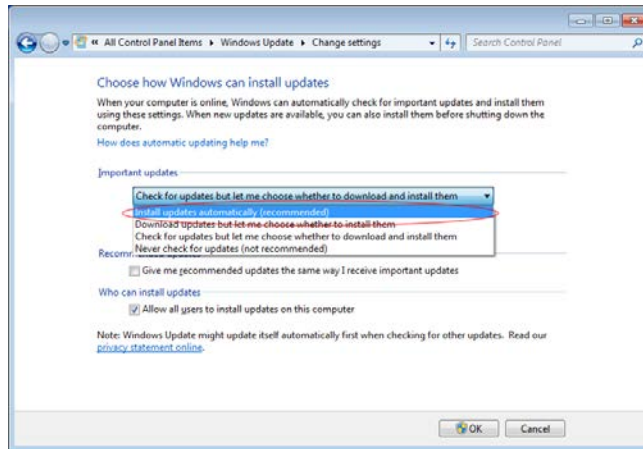 All Control Panel Items ▸ Windows Update ▸ Change settings
Search Control Panel
Choose how Windows can install updates
When your computer is online, Windows can automatically check for important updates and install them
using these settings. When new updates are available, you can also install them before shutting down the
computer.
How does automatic updating help me?
Important updates
Check for updates but let me choose whether to download and install them
Install updates automatically (recommended)
Download updates but let me choose whether to install them
Check for updates but let me choose whether to download and install them
Never check for updates (not recommended)
Recommended updates
Give me recommended updates the same way I receive important updates
Who can install updates
Allow all users to install updates on this computer
Note: Windows Update might update itself automatically first when checking for other updates. Read our
privacy statement online.
OK
Cancel